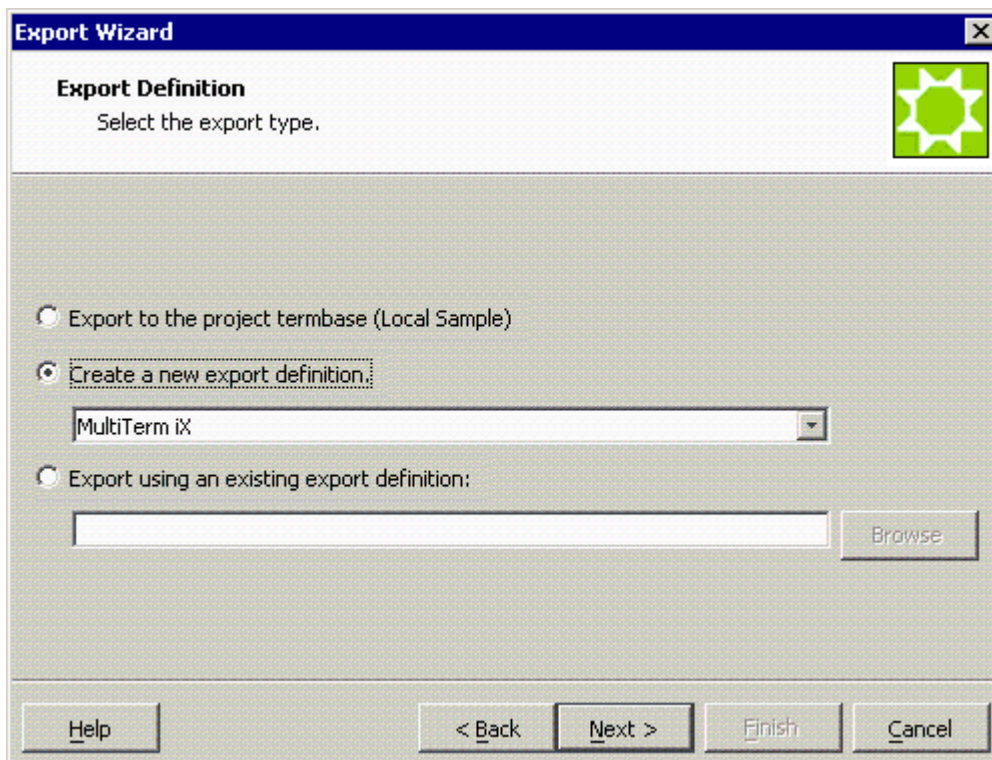 Export Wizard
Export Definition
Select the export type.
Export to the project termbase (Local Sample)
Create a new export definition.
MultiTerm iX
Export using an existing export definition:
Browse
Help
< Back
Next >
Finish
Cancel